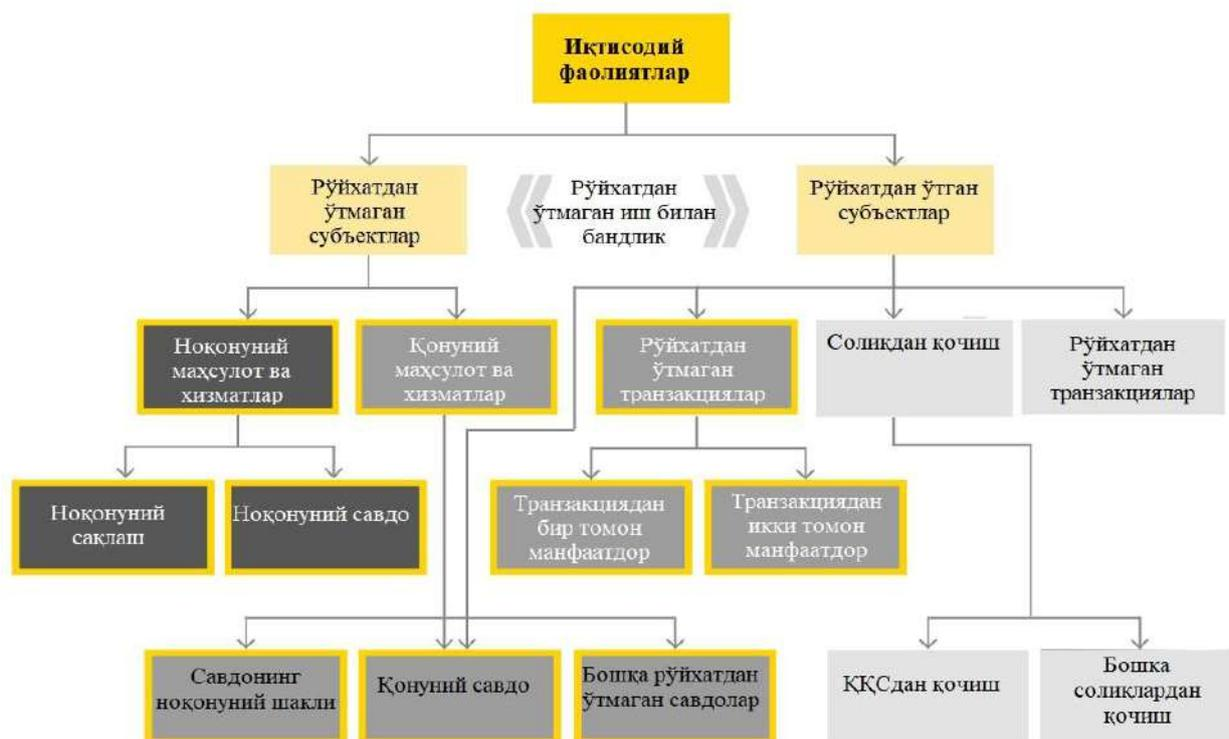 Иқтисодий
фаолиятлар
Рўйхатдан
ўтмаган
субъектлар
Рўйхатдан
ўтмаган иш билан
бандлик
Рўйхатдан ўтган
субъектлар
Ноқонуний
маҳсулот ва
хизматлар
Қонуний
маҳсулот ва
хизматлар
Рўйхатдан
ўтмаган
транзакциялар
Солиқдан қочиш
Рўйхатдан
ўтмаган
транзакциялар
Ноқонуний
сақлаш
Ноқонуний савдо
Транзакциядан
бир томон
манфаатдор
Транзакциядан
икки томон
манфаатдор
Савдонинг
ноқонуний шакли
Қонуний савдо
Бошқа рўйхатдан
ўтмаган савдолар
ҚҚСдан қочиш
Бошқа
солиқлардан
қочиш